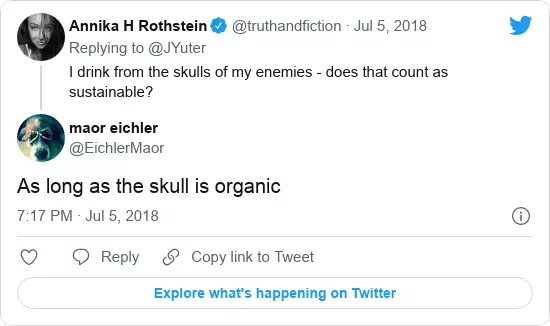 Annika H Rothstein @truthandfiction · Jul 5, 2018
Replying to @JYuter
I drink from the skulls of my enemies - does that count as
sustainable?
maor eichler
@EichlerMaor
As long as the skull is organic
7:17 PM · Jul 5, 2018
Reply Copy link to Tweet
Explore what's happening on Twitter